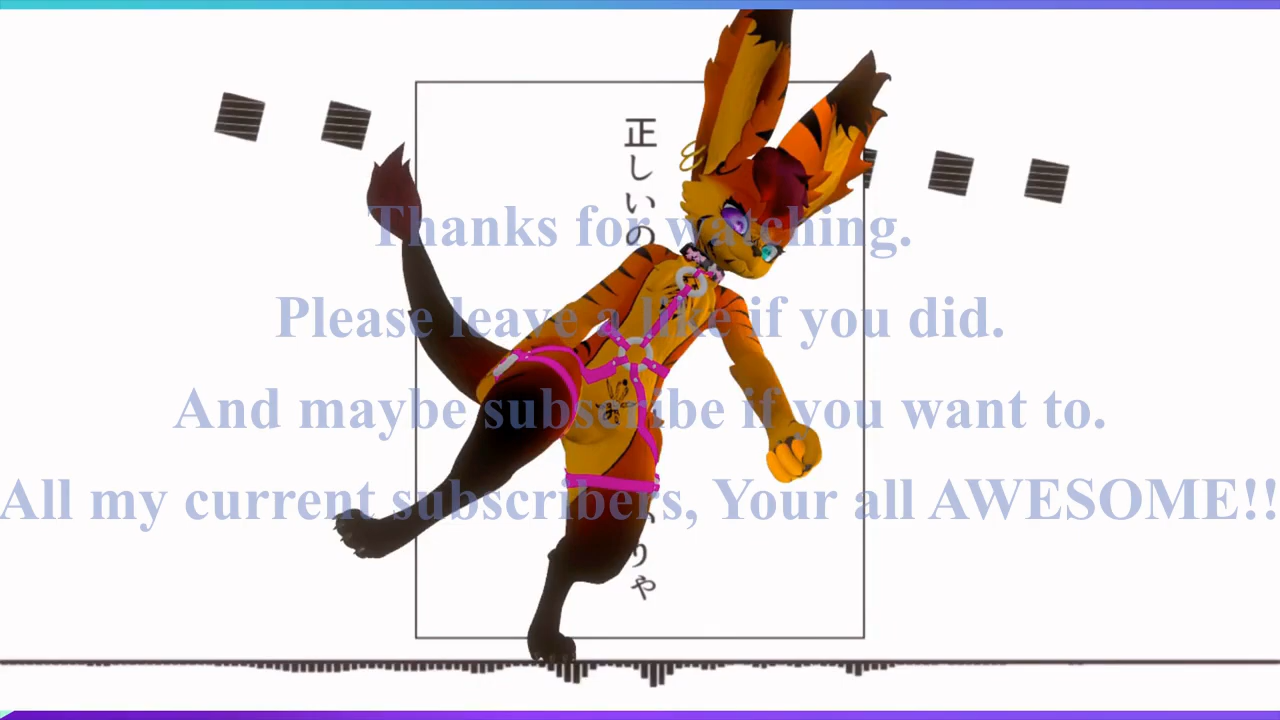 Thanks for watching.
Please leave a like if you did.
And maybe subscribe if you want to.
All my current subscribers, Your all AWESOME!!
正しいの
りや